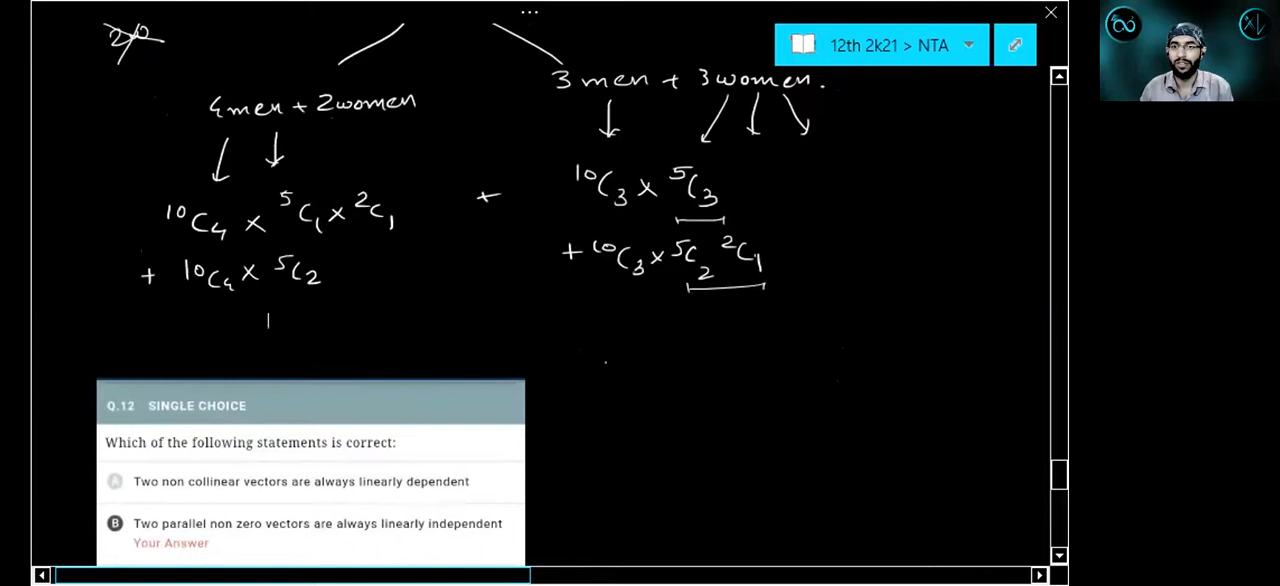 12th 2k21 > NTA
4 men + 2 women
3 men + 3 women.
¹⁰C₄ × ⁵C₁ × ²C₁ + ¹⁰C₃ × ⁵C₃
+ ¹⁰C₄ × ⁵C₂
+ ¹⁰C₃ × ⁵C₂ ²C₁
Q.12 SINGLE CHOICE
Which of the following statements is correct:
A Two non collinear vectors are always linearly dependent
B Two parallel non zero vectors are always linearly independent
Your Answer